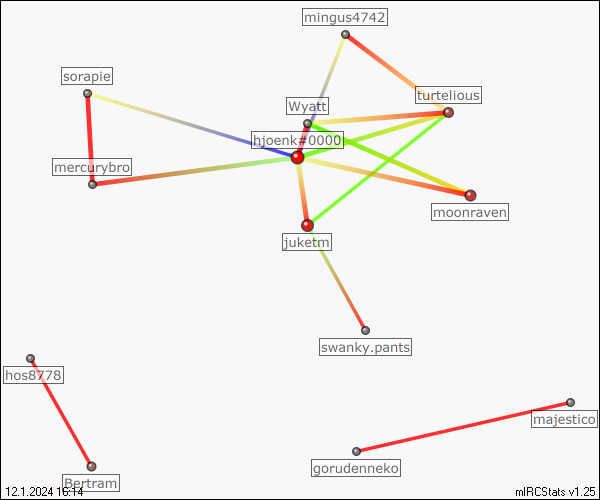 mingus4742
sorapie
turtelious
Wyatt
hjoenk#0000
mercurybro
moonraven
juketm
swanky.pants
hos8778
majestico
gorudenneko
Bertram
12.1.2024 16:14
mIRCStats v1.25